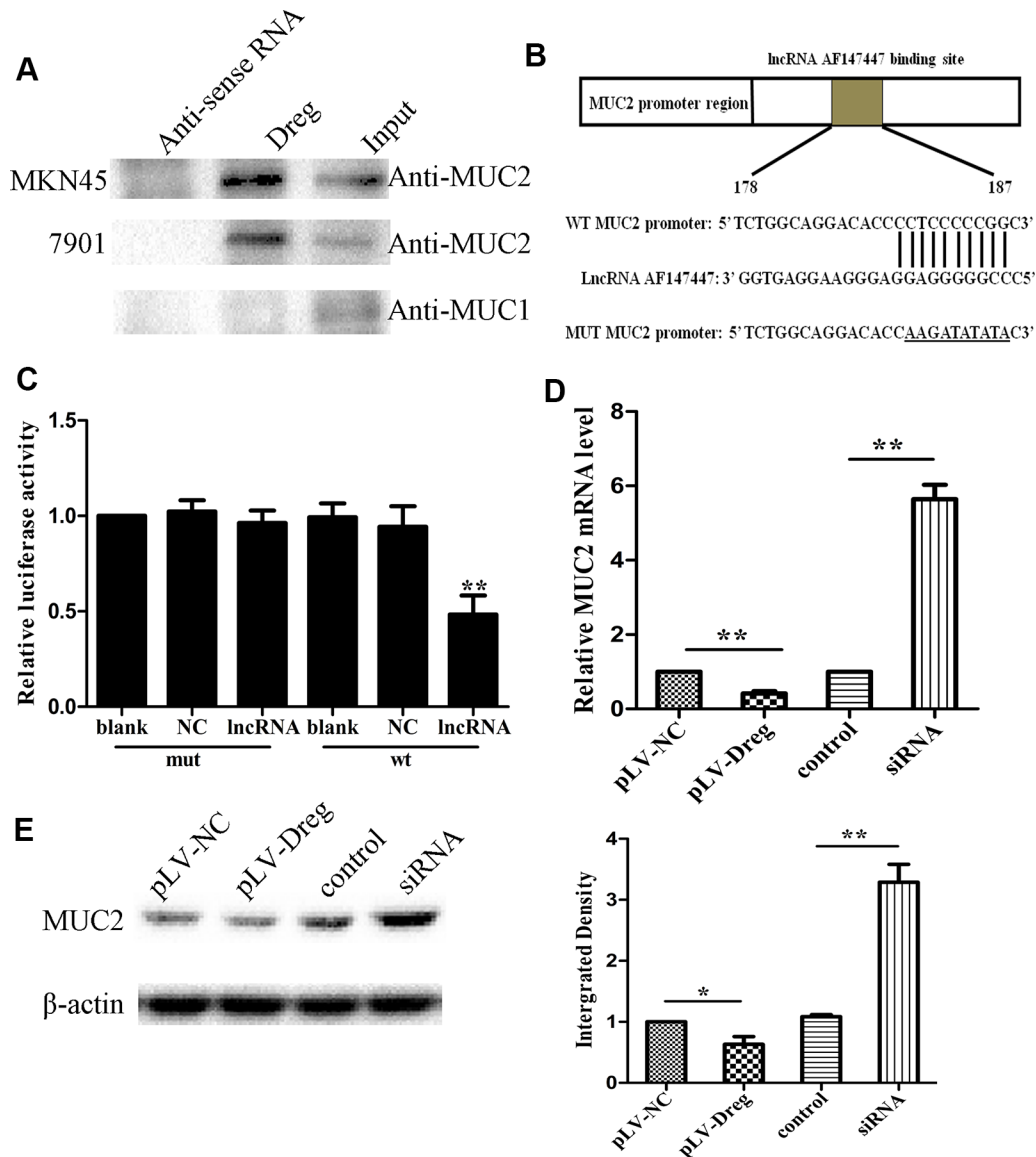 A
Anti-sense RNA
Dreg
Input
MKN45
Anti-MUC2
7901
Anti-MUC2
Anti-MUC1
B
lncRNA AF147447 binding site
MUC2 promoter region
178
187
WT MUC2 promoter: 5’ TCTGGCAGGACACCCCTCCCCCGGC3’
LncRNA AF147447: 3’ GGTGAGGAAGGGAGGAGGGGGCCC5’
MUT MUC2 promoter: 5’ TCTGGCAGGACACCAAGATATATAC3’
C
Relative luciferase activity
1.5
1.0
0.5
0.0
**
blank
NC
lncRNA
blank
NC
lncRNA
mut
wt
D
Relative MUC2 mRNA level
8
6
4
2
0
**
**
pLV-NC
pLV-Dreg
control
siRNA
E
pLV-NC
pLV-Dreg
control
siRNA
MUC2
β-actin
Intergrated Density
4
3
2
1
0
*
**
pLV-NC
pLV-Dreg
control
siRNA